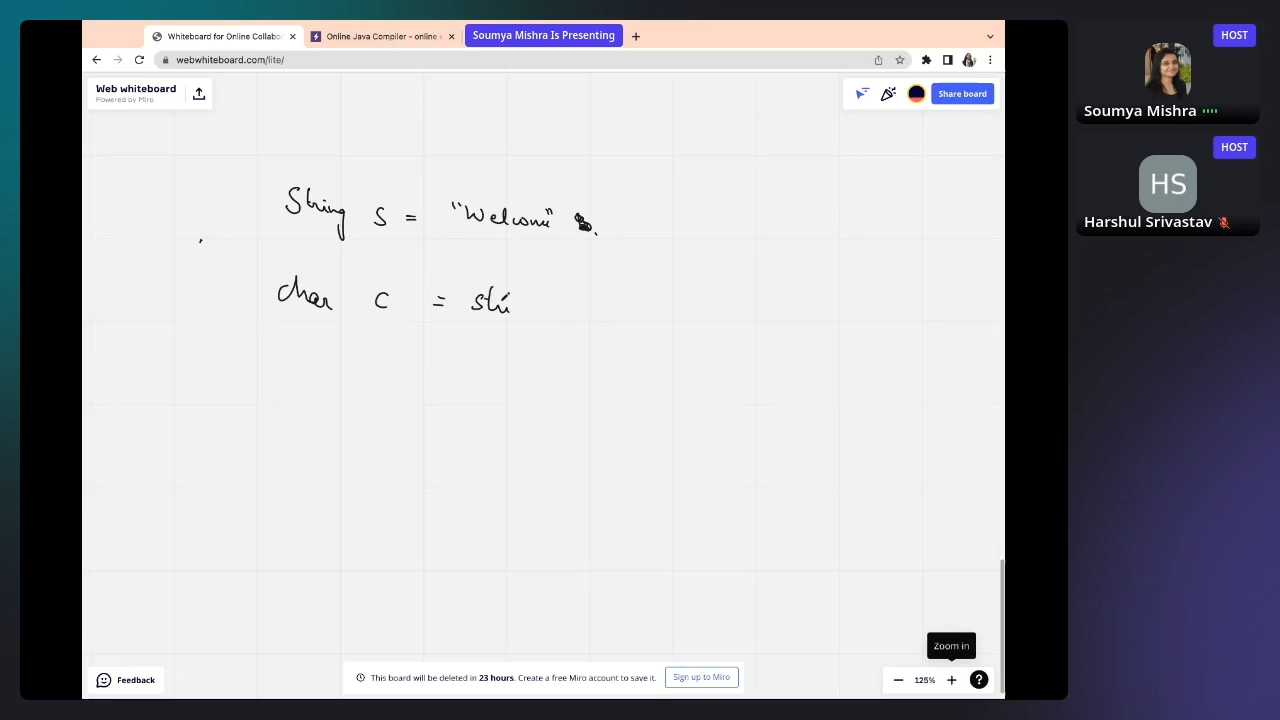 Whiteboard for Online Collabor
Online Java Compiler - online e
Soumya Mishra Is Presenting
webwhiteboard.com/lite/
Web whiteboard
Powered by Miro
Share board
String s = "Welcome"
char c = stri
Zoom in
Feedback
This board will be deleted in 23 hours. Create a free Miro account to save it.
Sign up to Miro
125%
?
HOST
Soumya Mishra
HOST
HS
Harshul Srivastav